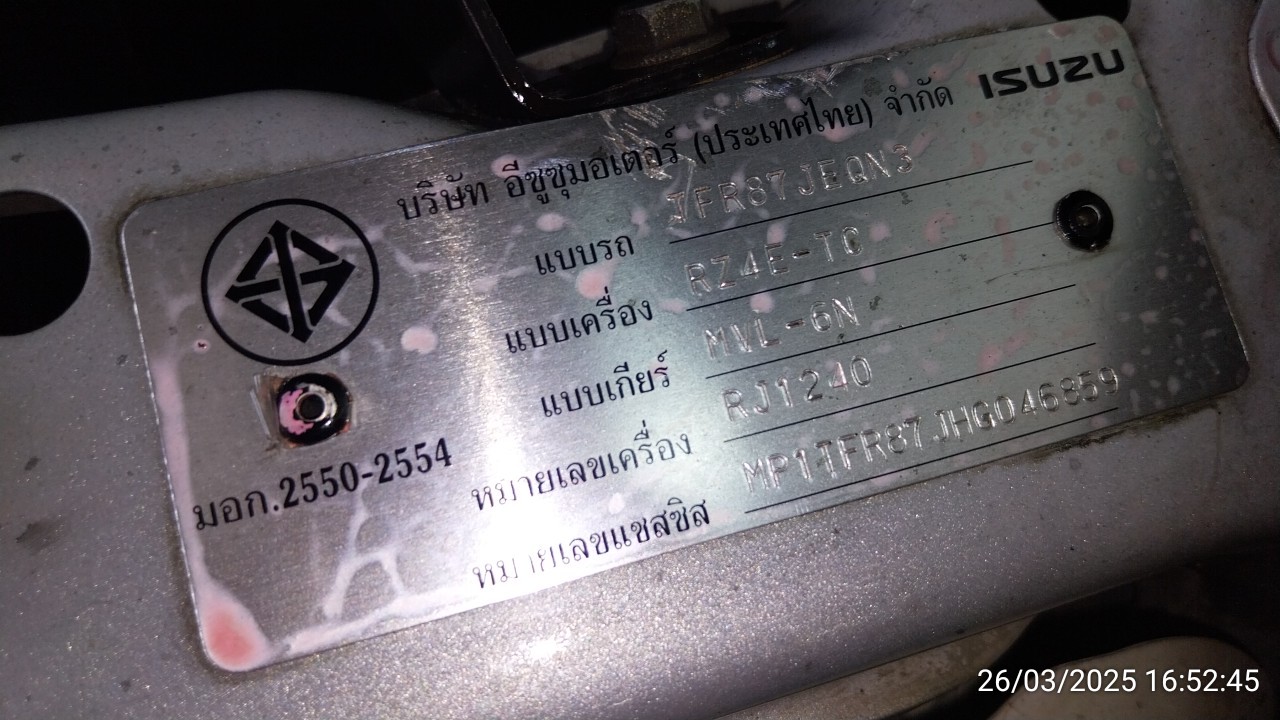 ISUZU
บริษัท อีซูซุมอเตอร์ (ประเทศไทย) จำกัด
แบบรถ TFR87JEQN3
แบบเครื่อง RZ4E-TC
แบบเกียร์ MVL-6N
หมายเลขเครื่อง RJ1240
หมายเลขแชสซิส MP1TFR87JHG046859
มอก.2550-2554
26/03/2025 16:52:45